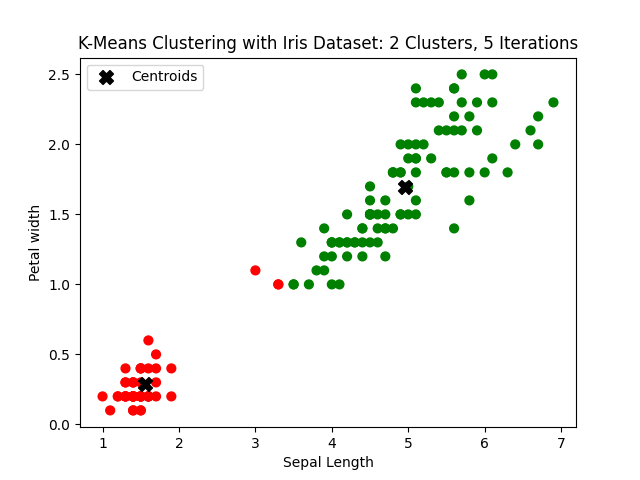 K-Means Clustering with Iris Dataset: 2 Clusters, 5 Iterations
Centroids
Petal width
2.5
2.0
1.5
1.0
0.5
0.0
1 2 3 4 5 6 7
Sepal Length